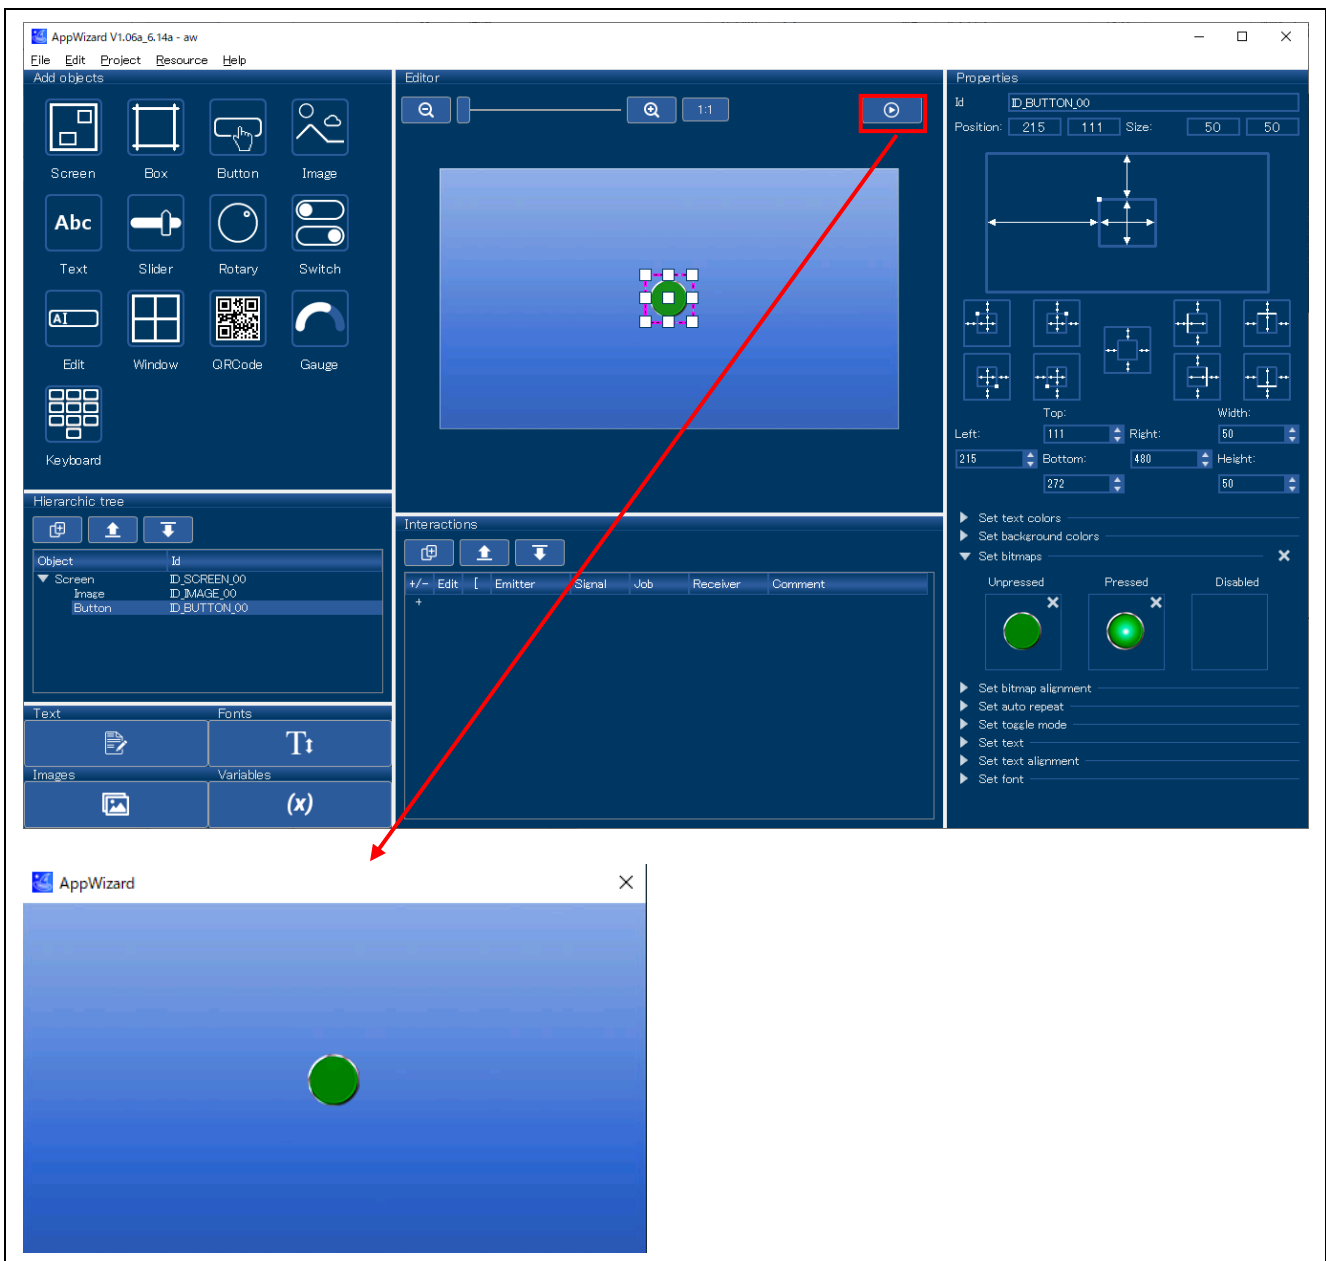 AppWizard V1.06a_6.14a - aw
File Edit Project Resource Help
Add objects
Screen Box Button Image
Abc
Text Slider Rotary Switch
AI
Edit Window QRCode Gauge
Keyboard
Hierarchic tree
Object Id
Screen ID_SCREEN_00
Image ID_IMAGE_00
Button ID_BUTTON_00
Text Fonts
Images Variables
(x)
Editor
1:1
Interactions
+/- Edit [ Emitter Signal Job Receiver Comment
+
Properties
Id ID_BUTTON_00
Position: 215 111 Size: 50 50
Top: Width:
Left: 111 Right: 50
215 Bottom: 480 Height:
272 50
Set text colors
Set background colors
Set bitmaps
Unpressed Pressed Disabled
Set bitmap alignment
Set auto repeat
Set toggle mode
Set text
Set text alignment
Set font
AppWizard